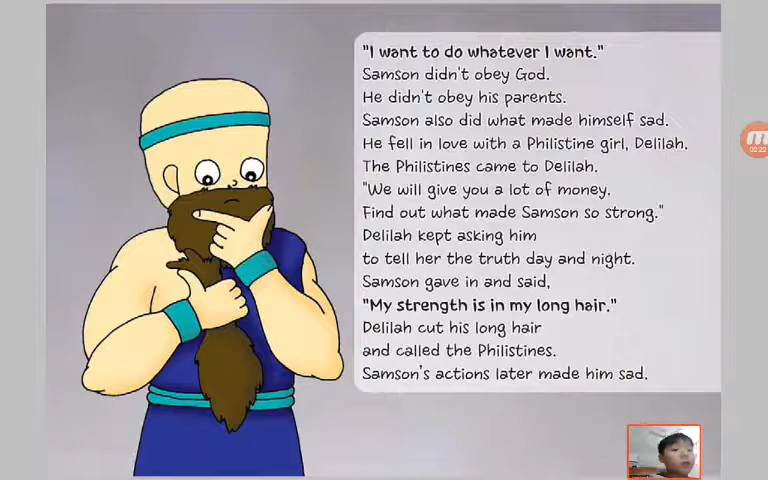 "I want to do whatever I want."
Samson didn't obey God.
He didn't obey his parents.
Samson also did what made himself sad.
He fell in love with a Philistine girl, Delilah.
The Philistines came to Delilah.
"We will give you a lot of money.
Find out what made Samson so strong."
Delilah kept asking him
to tell her the truth day and night.
Samson gave in and said,
"My strength is in my long hair."
Delilah cut his long hair
and called the Philistines.
Samson's actions later made him sad.
02:22